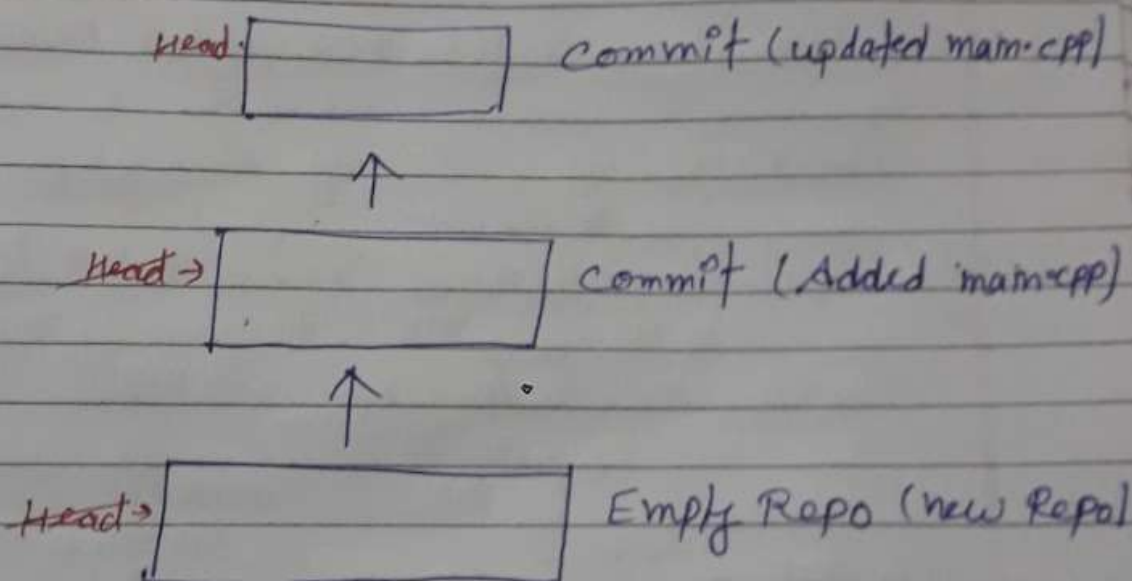 Head. Commit (updated main.cpp)
Head→ Commit (Added main.cpp)
Head→ Empty Repo (new Repo)